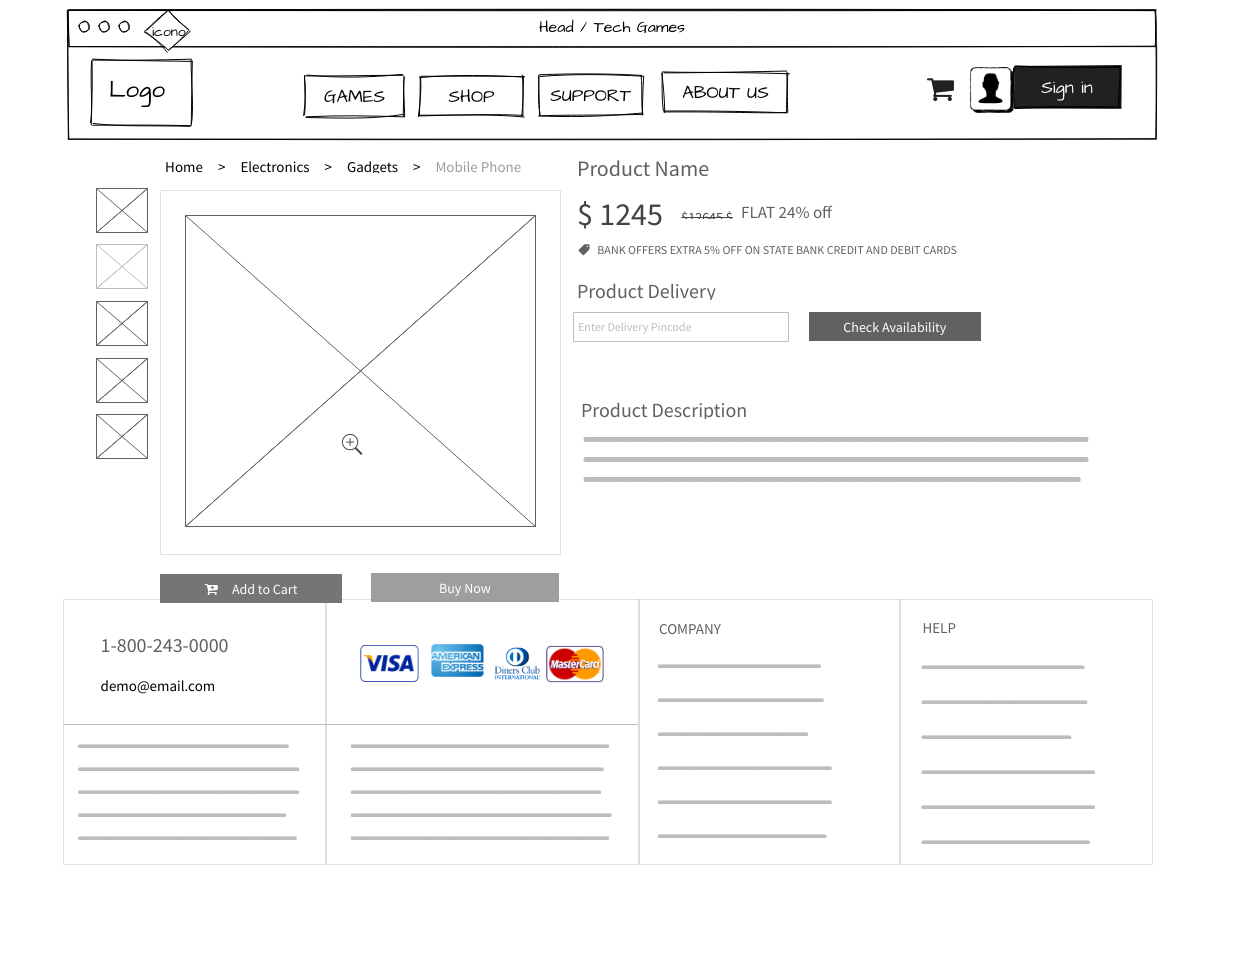 icono
Head / Tech Games
Logo
GAMES
SHOP
SUPPORT
ABOUT US
Sign in
Home > Electronics > Gadgets > Mobile Phone
Product Name
$ 1245 $12645 $ FLAT 24% off
BANK OFFERS EXTRA 5% OFF ON STATE BANK CREDIT AND DEBIT CARDS
Product Delivery
Enter Delivery Pincode
Check Availability
Product Description
Add to Cart
Buy Now
1-800-243-0000
demo@email.com
VISA
AMERICAN EXPRESS
Diners Club
INTERNATIONAL
MasterCard
COMPANY
HELP